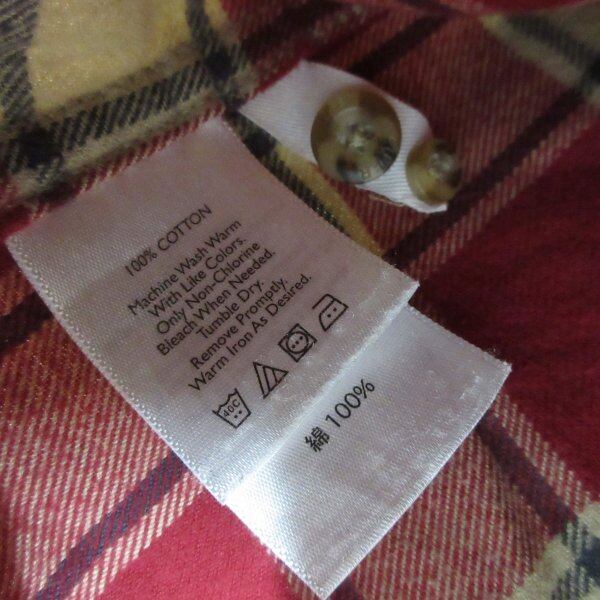 100% COTTON
Machine Wash Warm
With Like Colors.
Only Non-Chlorine
Bleach When Needed.
Tumble Dry.
Remove Promptly.
Warm Iron As Desired.
40C
綿 100%